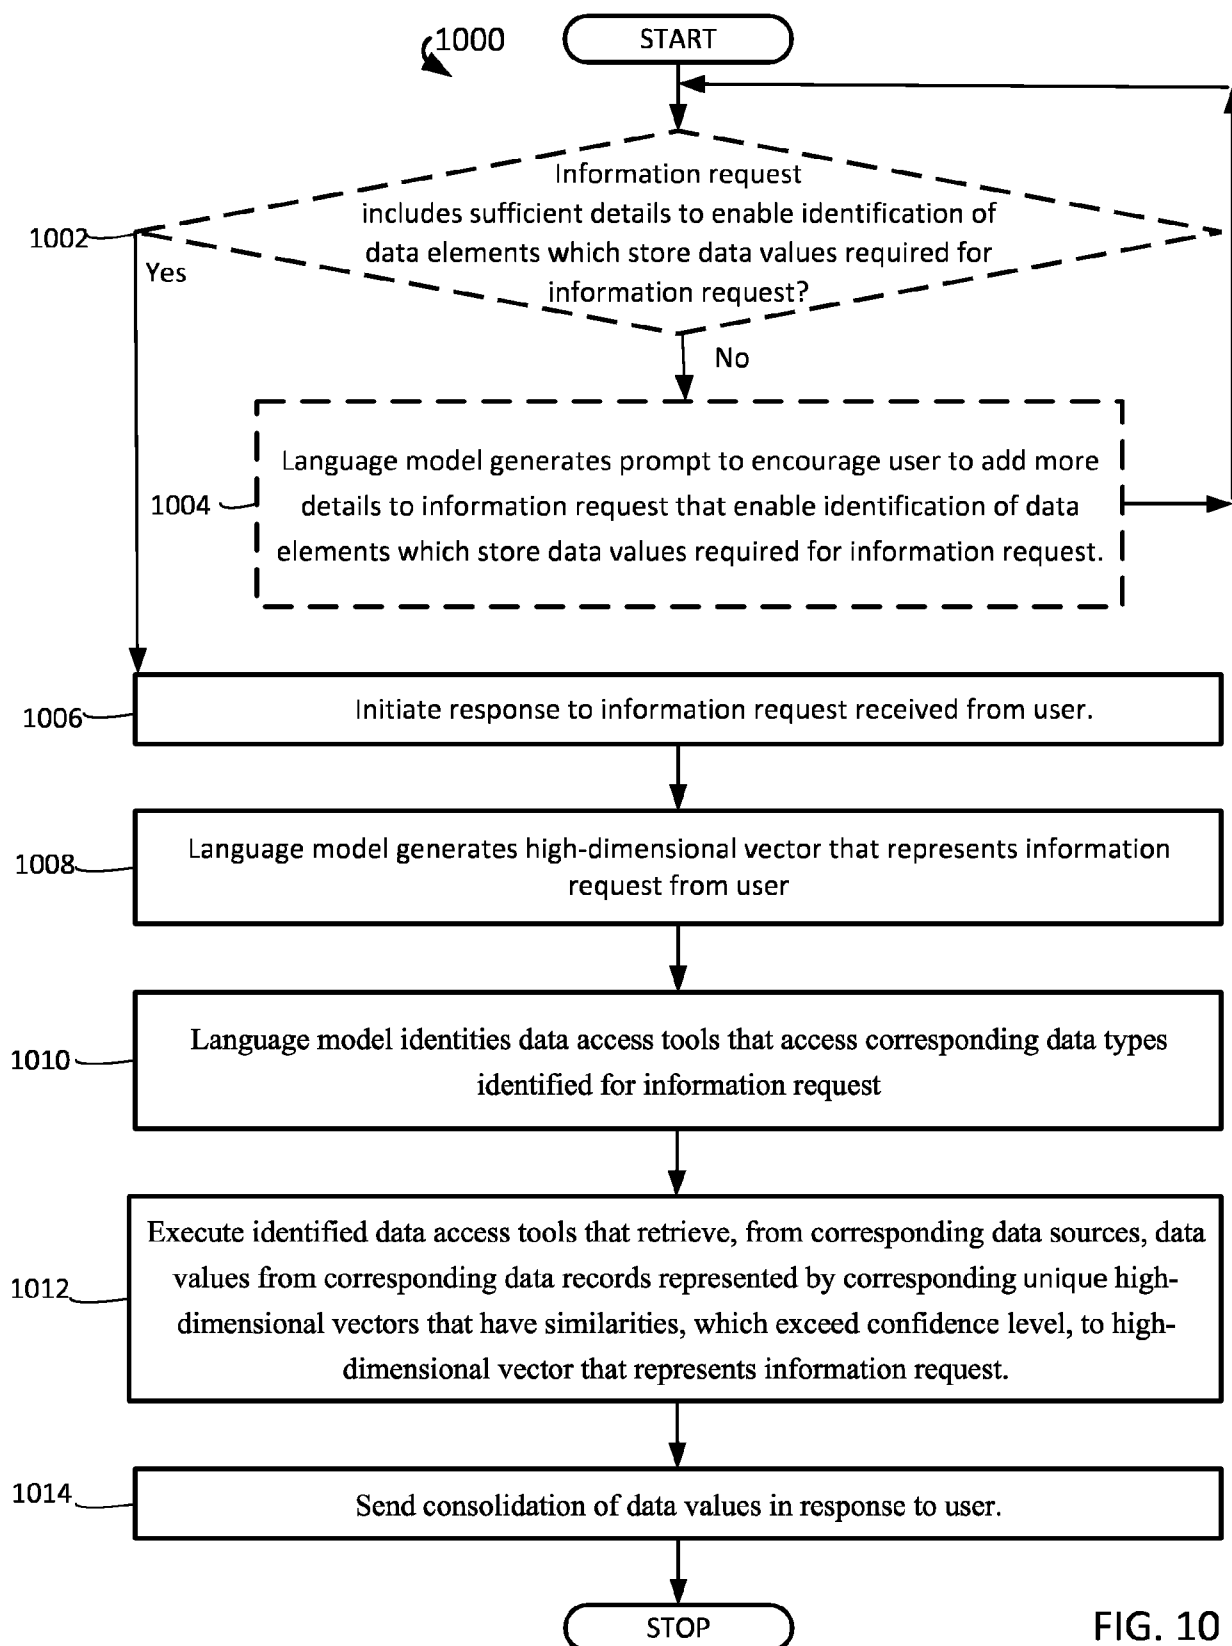 1000
START
Information request
includes sufficient details to enable identification of
data elements which store data values required for
information request?
1002
Yes
No
Language model generates prompt to encourage user to add more
details to information request that enable identification of data
elements which store data values required for information request.
1004
1006
Initiate response to information request received from user.
1008
Language model generates high-dimensional vector that represents information
request from user
1010
Language model identities data access tools that access corresponding data types
identified for information request
1012
Execute identified data access tools that retrieve, from corresponding data sources, data
values from corresponding data records represented by corresponding unique high-
dimensional vectors that have similarities, which exceed confidence level, to high-
dimensional vector that represents information request.
1014
Send consolidation of data values in response to user.
STOP
FIG. 10